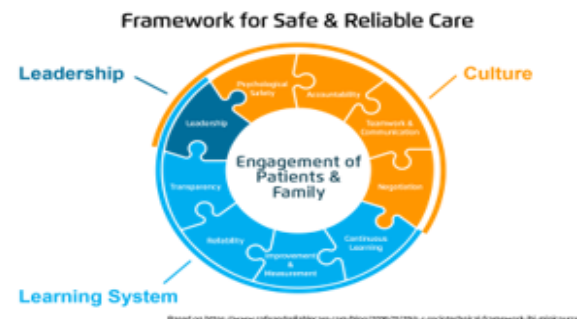 Framework for Safe & Reliable Care
Leadership
Culture
Psychological
Safety
Accountability
Leadership
Teamwork &
Communication
Engagement of
Patients &
Family
Transparency
Negotiation
Reliability
Continuous
Learning
Improvement
&
Measurement
Learning System